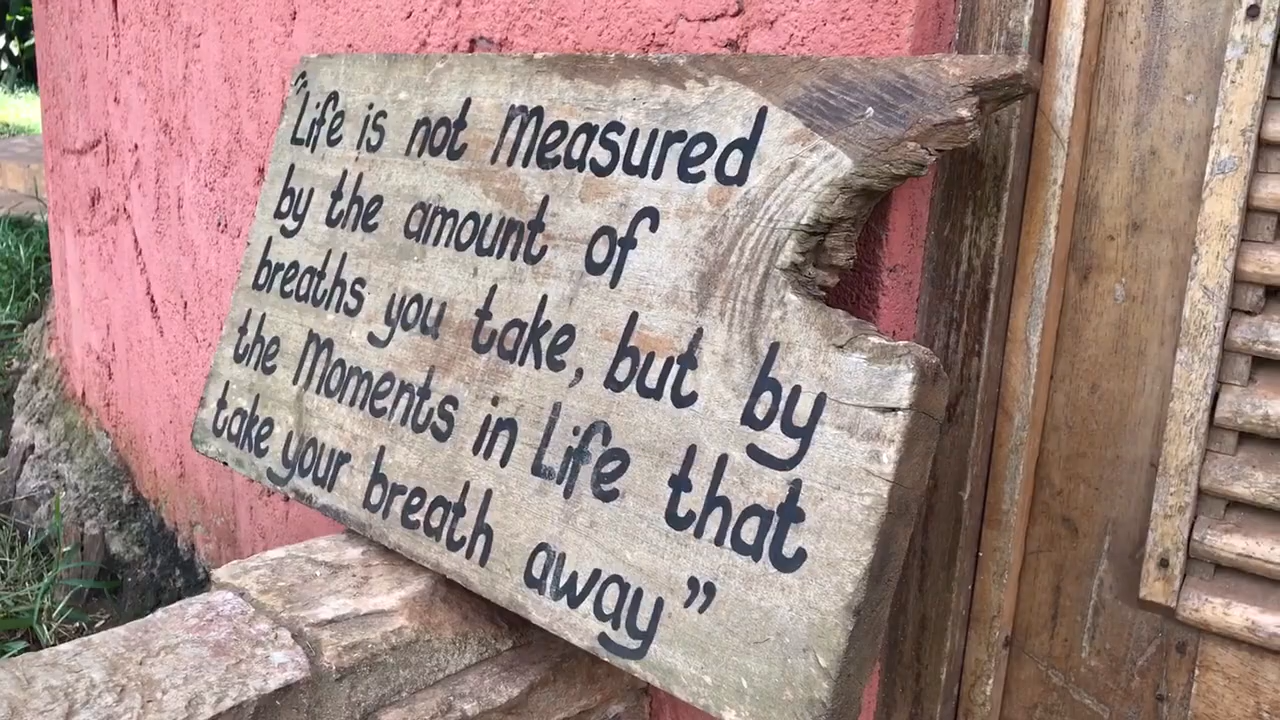 "Life is not Measured
by the amount of
breaths you take, but by
the Moments in Life that
take your breath away"